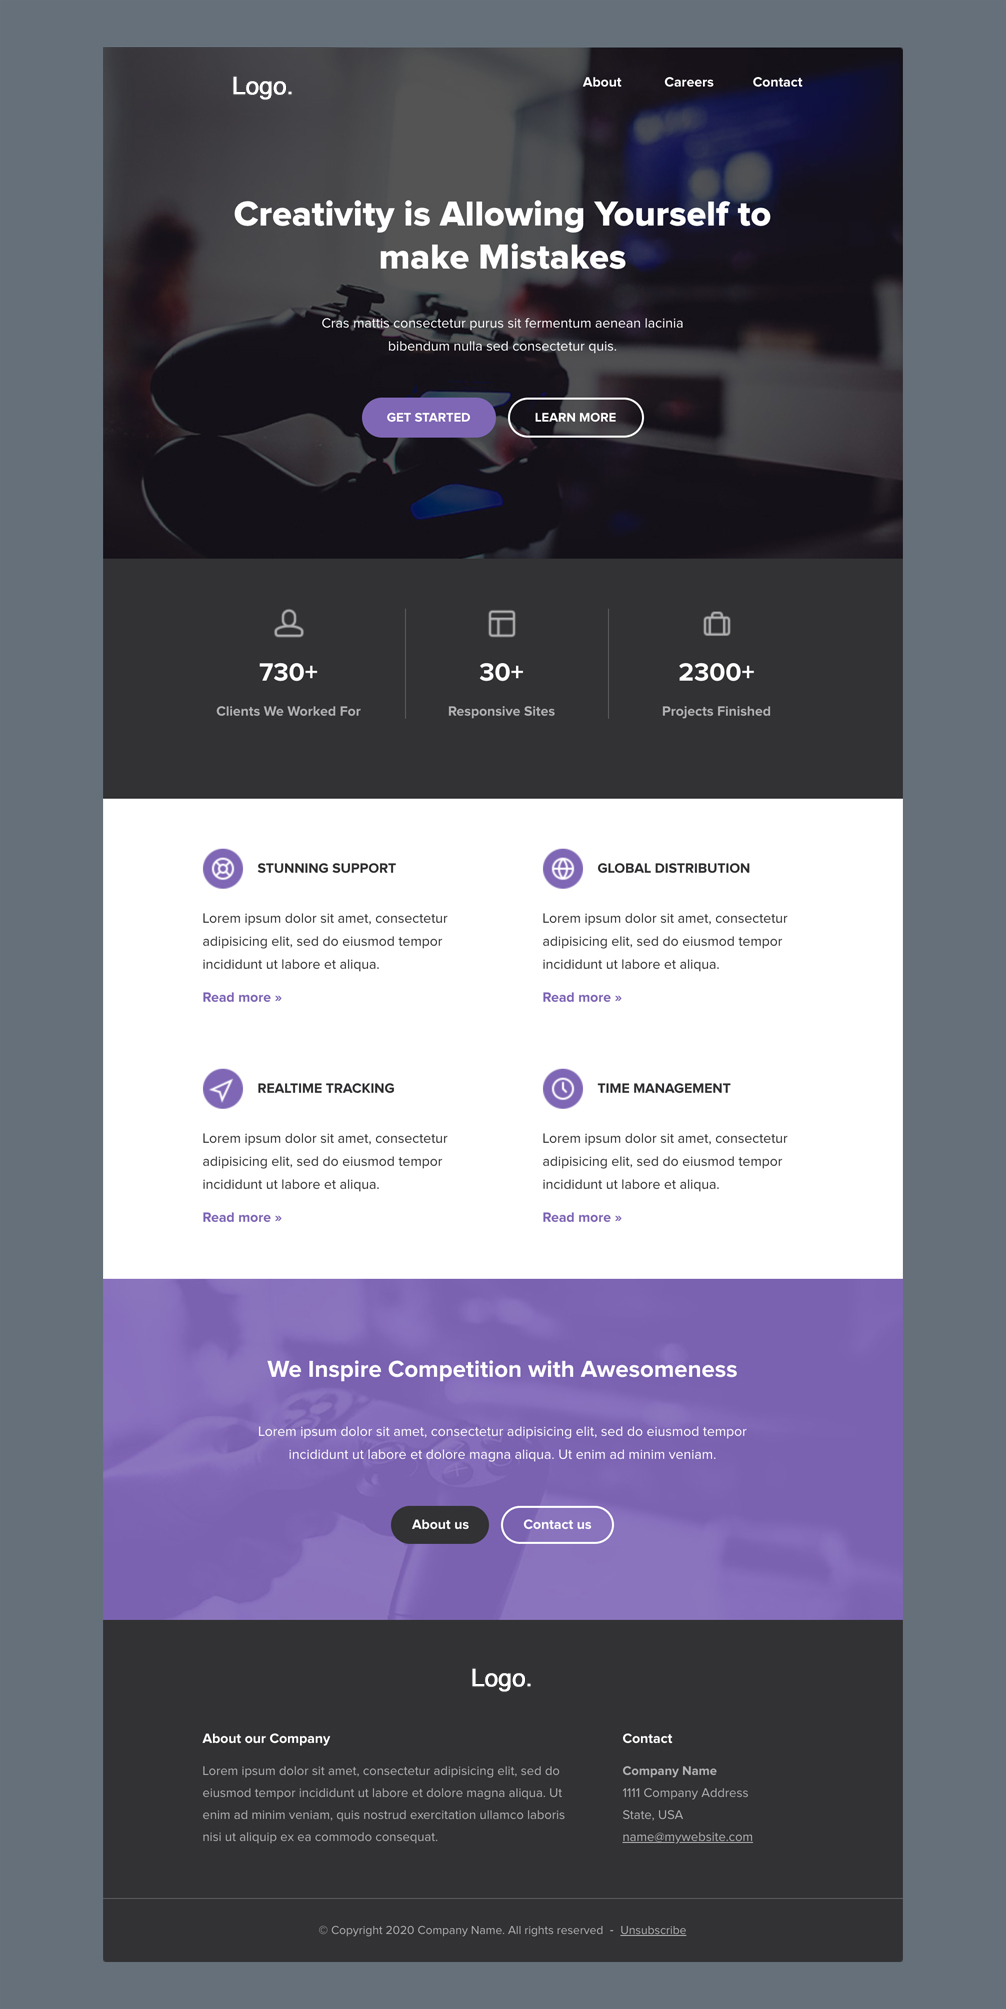 Logo.
About Careers Contact
Creativity is Allowing Yourself to
make Mistakes
Cras mattis consectetur purus sit fermentum aenean lacinia
bibendum nulla sed consectetur quis.
GET STARTED LEARN MORE
730+ 30+ 2300+
Clients We Worked For Responsive Sites Projects Finished
STUNNING SUPPORT
Lorem ipsum dolor sit amet, consectetur
adipisicing elit, sed do eiusmod tempor
incididunt ut labore et aliqua.
Read more »
GLOBAL DISTRIBUTION
Lorem ipsum dolor sit amet, consectetur
adipisicing elit, sed do eiusmod tempor
incididunt ut labore et aliqua.
Read more »
REALTIME TRACKING
Lorem ipsum dolor sit amet, consectetur
adipisicing elit, sed do eiusmod tempor
incididunt ut labore et aliqua.
Read more »
TIME MANAGEMENT
Lorem ipsum dolor sit amet, consectetur
adipisicing elit, sed do eiusmod tempor
incididunt ut labore et aliqua.
Read more »
We Inspire Competition with Awesomeness
Lorem ipsum dolor sit amet, consectetur adipisicing elit, sed do eiusmod tempor
incididunt ut labore et dolore magna aliqua. Ut enim ad minim veniam.
About us Contact us
Logo.
About our Company
Lorem ipsum dolor sit amet, consectetur adipisicing elit, sed do
eiusmod tempor incididunt ut labore et dolore magna aliqua. Ut
enim ad minim veniam, quis nostrud exercitation ullamco laboris
nisi ut aliquip ex ea commodo consequat.
Contact
Company Name
1111 Company Address
State, USA
name@mywebsite.com
© Copyright 2020 Company Name. All rights reserved - Unsubscribe